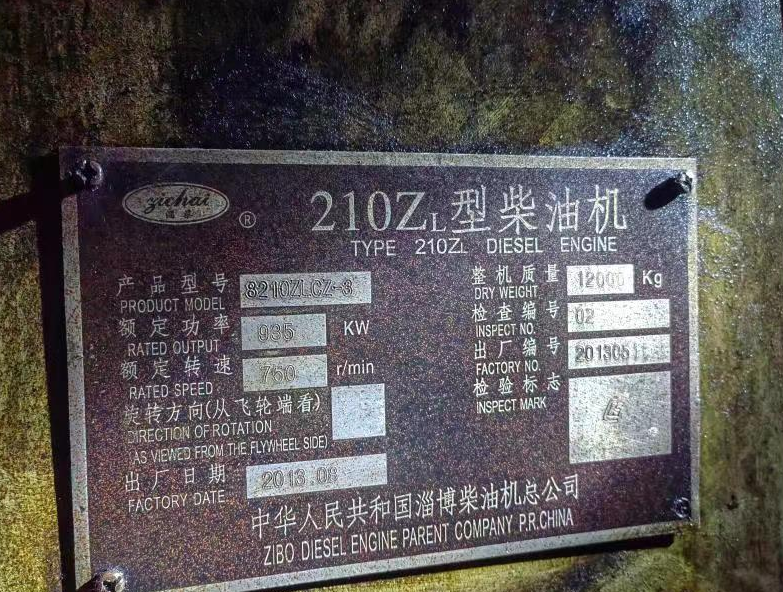 zichai
淄柴
®
210ZL型柴油机
TYPE 210ZL DIESEL ENGINE
产品型号 8210ZLCZ-3
PRODUCT MODEL
额定功率 935 KW
RATED OUTPUT
额定转速 750 r/min
RATED SPEED
旋转方向(从飞轮端看)
DIRECTION OF ROTATION
(AS VIEWED FROM THE FLYWHEEL SIDE)
出厂日期 2013.08
FACTORY DATE
整机质量 12000 Kg
DRY WEIGHT
检查编号 02
INSPECT NO.
出厂编号
FACTORY NO.
检验标志
INSPECT MARK
中华人民共和国淄博柴油机总公司
ZIBO DIESEL ENGINE PARENT COMPANY P.R.CHINA